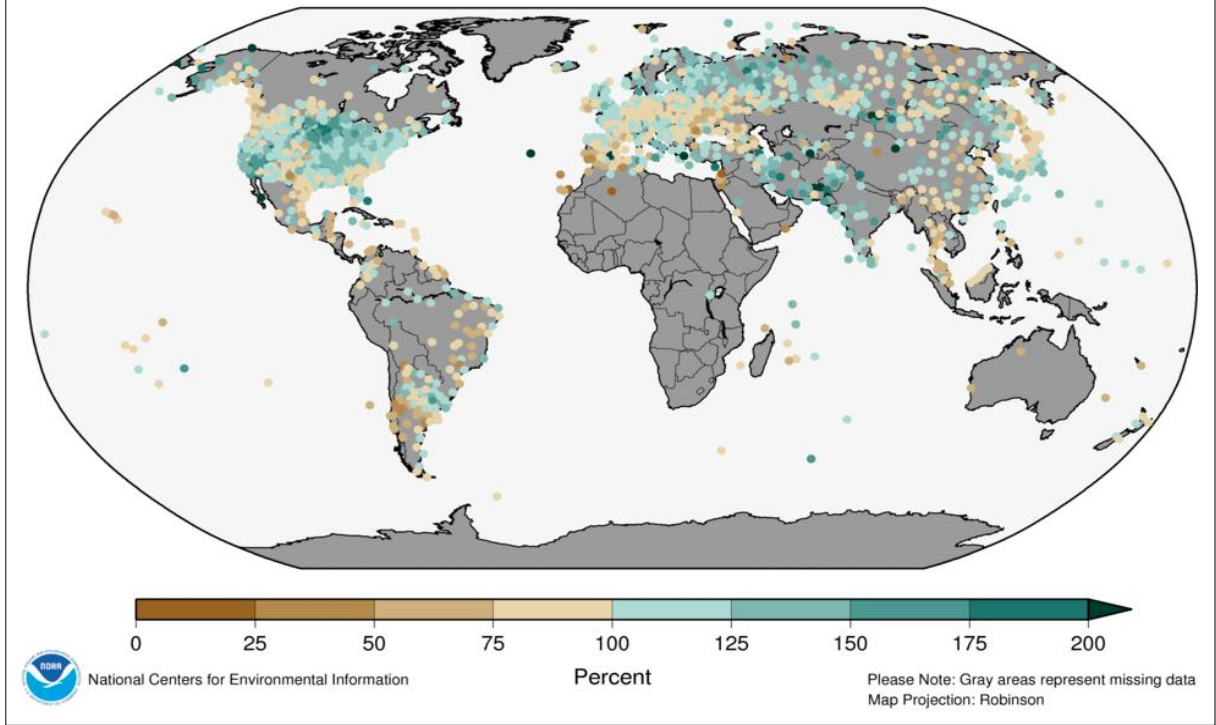 0 25 50 75 100 125 150 175 200
NOAA
National Centers for Environmental Information
Percent
Please Note: Gray areas represent missing data
Map Projection: Robinson